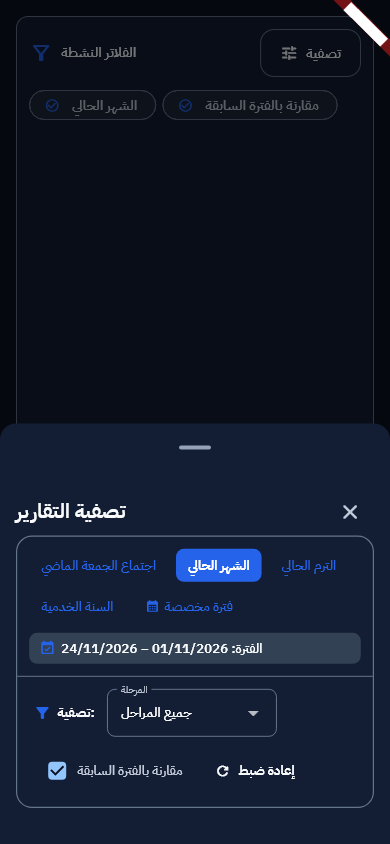 تصفية
الفلاتر النشطة
مقارنة بالفترة السابقة
الشهر الحالي
تصفية التقارير
الترم الحالي
الشهر الحالي
اجتماع الجمعة الماضي
فترة مخصصة
السنة الخدمية
الفترة: 01/11/2026 – 24/11/2026
تصفية:
المرحلة
جميع المراحل
مقارنة بالفترة السابقة
إعادة ضبط